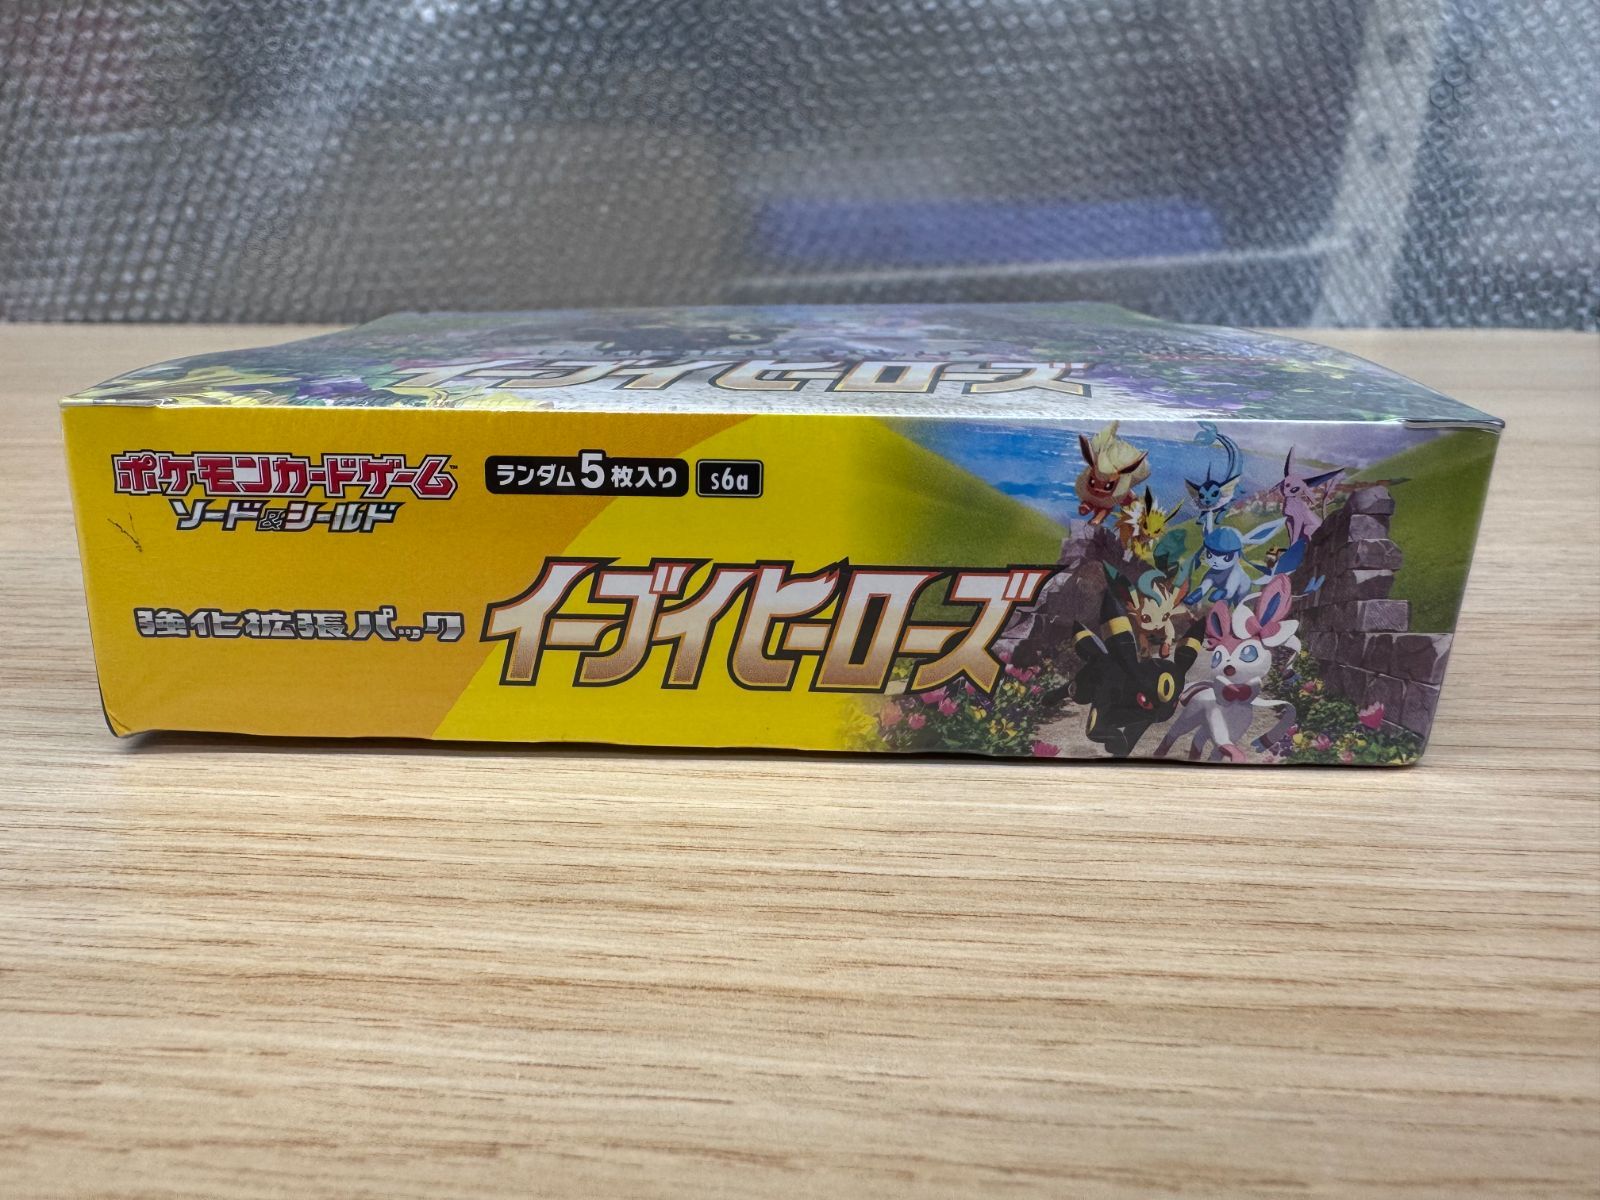 イーブイヒーローズ
ポケモンカードゲーム™
ソード&シールド
ランダム5枚入り
s6a
強化拡張パック
イーブイヒーローズ